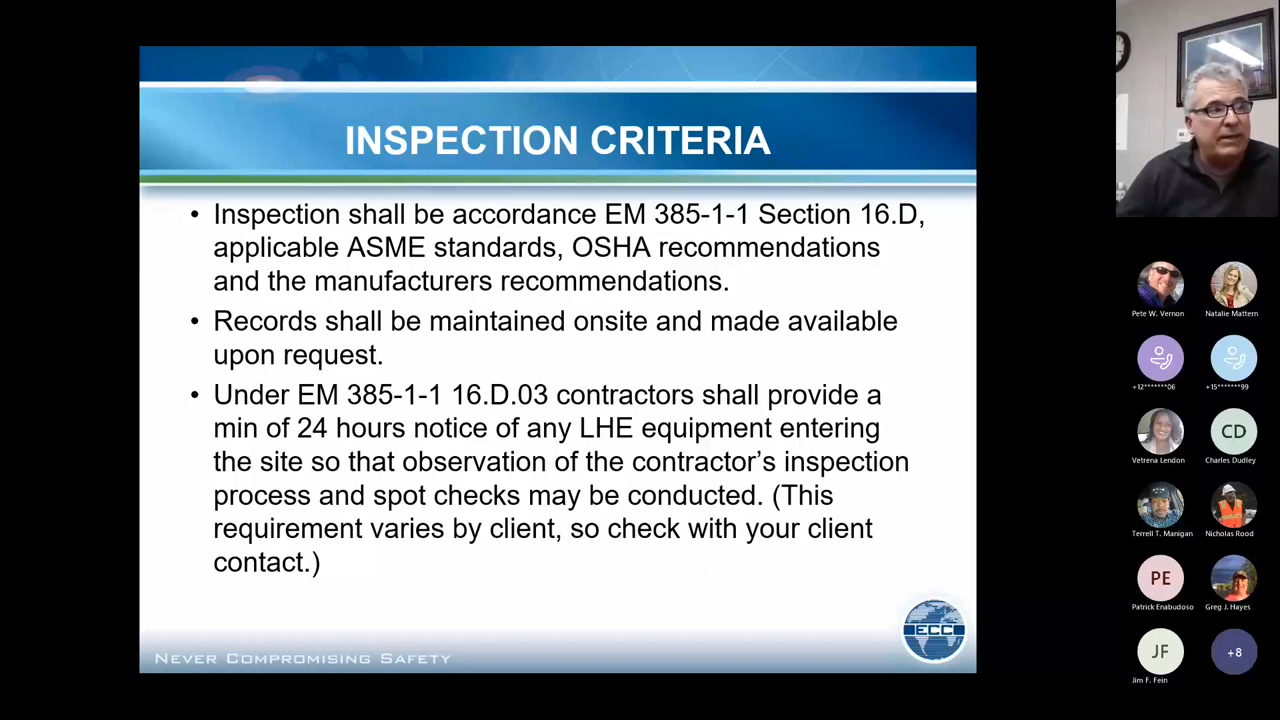 INSPECTION CRITERIA
• Inspection shall be accordance EM 385-1-1 Section 16.D,
applicable ASME standards, OSHA recommendations
and the manufacturers recommendations.
• Records shall be maintained onsite and made available
upon request.
• Under EM 385-1-1 16.D.03 contractors shall provide a
min of 24 hours notice of any LHE equipment entering
the site so that observation of the contractor’s inspection
process and spot checks may be conducted. (This
requirement varies by client, so check with your client
contact.)
NEVER COMPROMISING SAFETY
ECC
Pete W. Vernon
Natalie Mattern
+12*******06
+15*******99
Vetrena Lendon
CD
Charles Dudley
Terrell T. Manigan
Nicholas Rood
PE
Patrick Enabudoso
Greg J. Hayes
JF
Jim F. Fein
+8